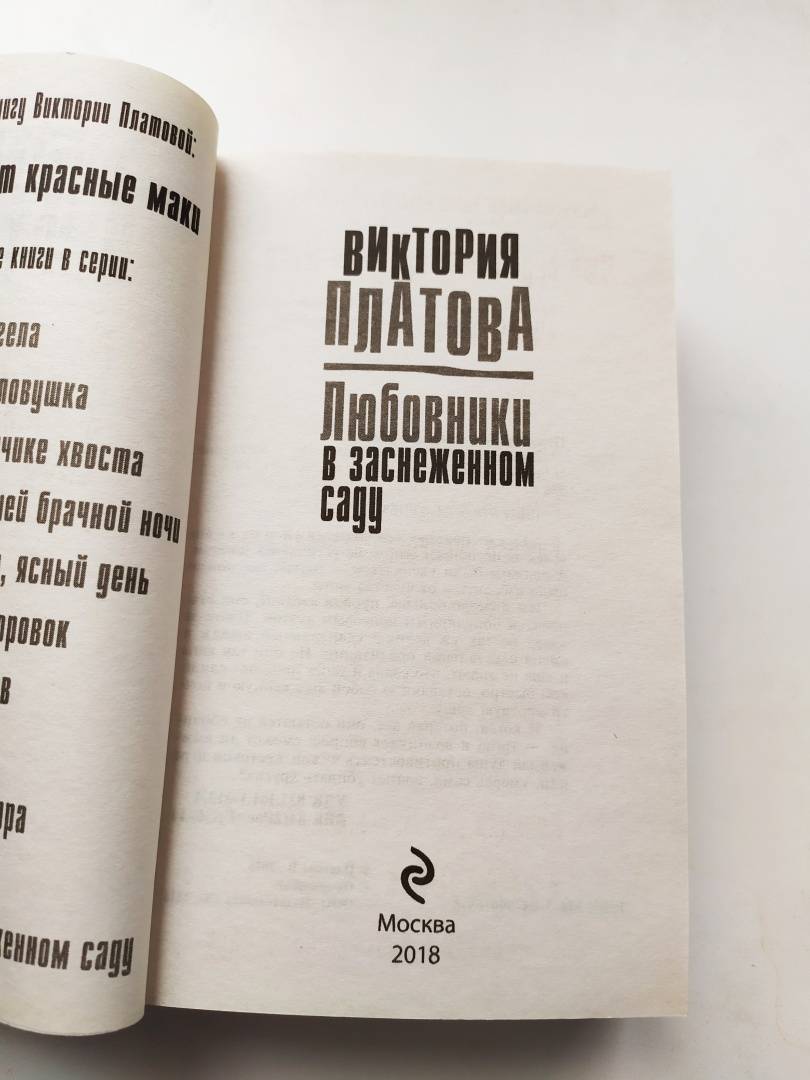 нигу Виктории Платовой:
т красные маки
е книги в серии:
гела
ловушка
чике хвоста
ей брачной ночи
, ясный день
оровок
в
ра
женном саду
ВИКТОРИЯ
ПЛАТОВА
Любовники
в заснеженном
саду
Москва
2018